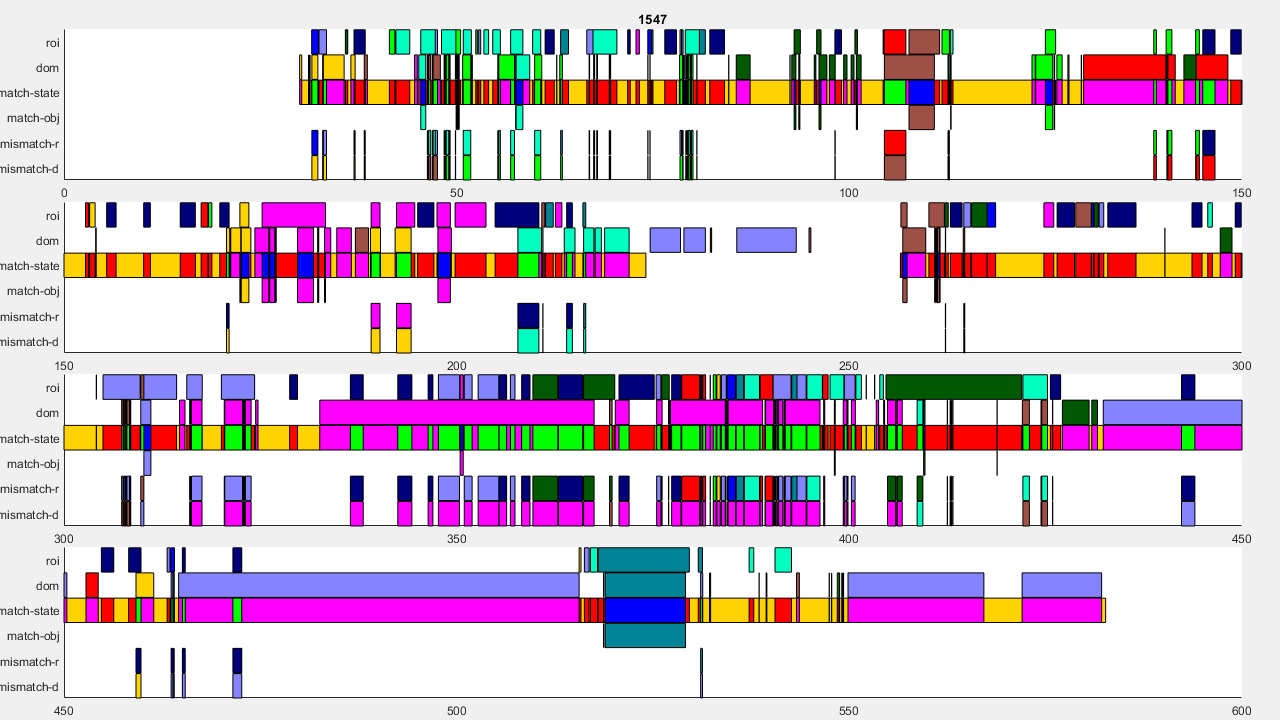 1547
roi
dom
match-state
match-obj
mismatch-r
mismatch-d
0 50 100 150
roi
dom
match-state
match-obj
mismatch-r
mismatch-d
150 200 250 300
roi
dom
match-state
match-obj
mismatch-r
mismatch-d
300 350 400 450
roi
dom
match-state
match-obj
mismatch-r
mismatch-d
450 500 550 600